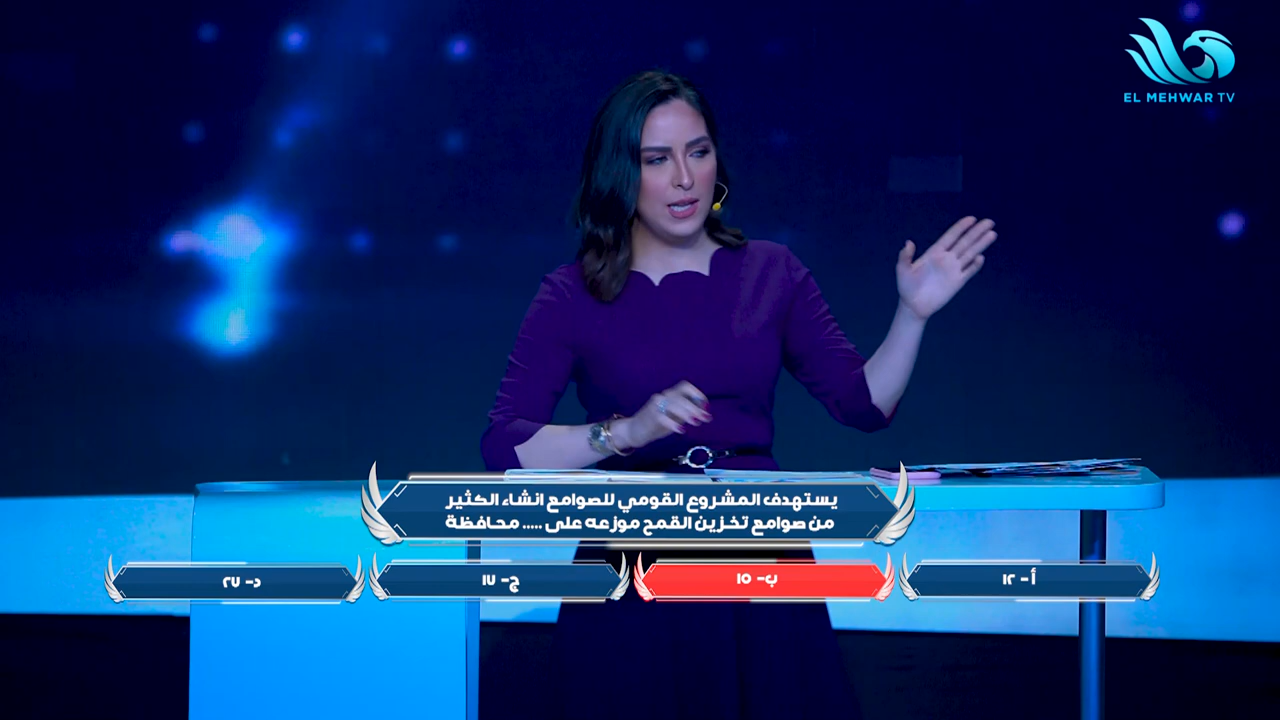 EL MEHWAR TV
يستهدف المشروع القومي للصوامع انشاء الكثير
من صوامع تخزين القمح موزعه على ..... محافظة
أ - ١٢
ب- ١٥
ج- ١٧
د- ٢٧